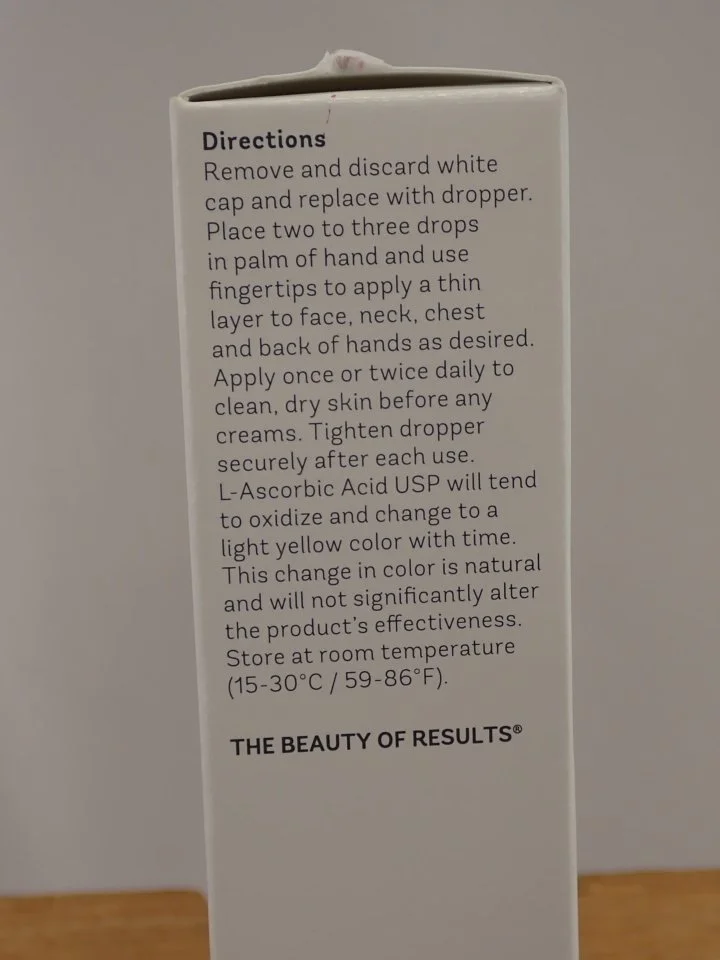 Directions
Remove and discard white
cap and replace with dropper.
Place two to three drops
in palm of hand and use
fingertips to apply a thin
layer to face, neck, chest
and back of hands as desired.
Apply once or twice daily to
clean, dry skin before any
creams. Tighten dropper
securely after each use.
L-Ascorbic Acid USP will tend
to oxidize and change to a
light yellow color with time.
This change in color is natural
and will not significantly alter
the product's effectiveness.
Store at room temperature
(15-30°C / 59-86°F).
THE BEAUTY OF RESULTS®